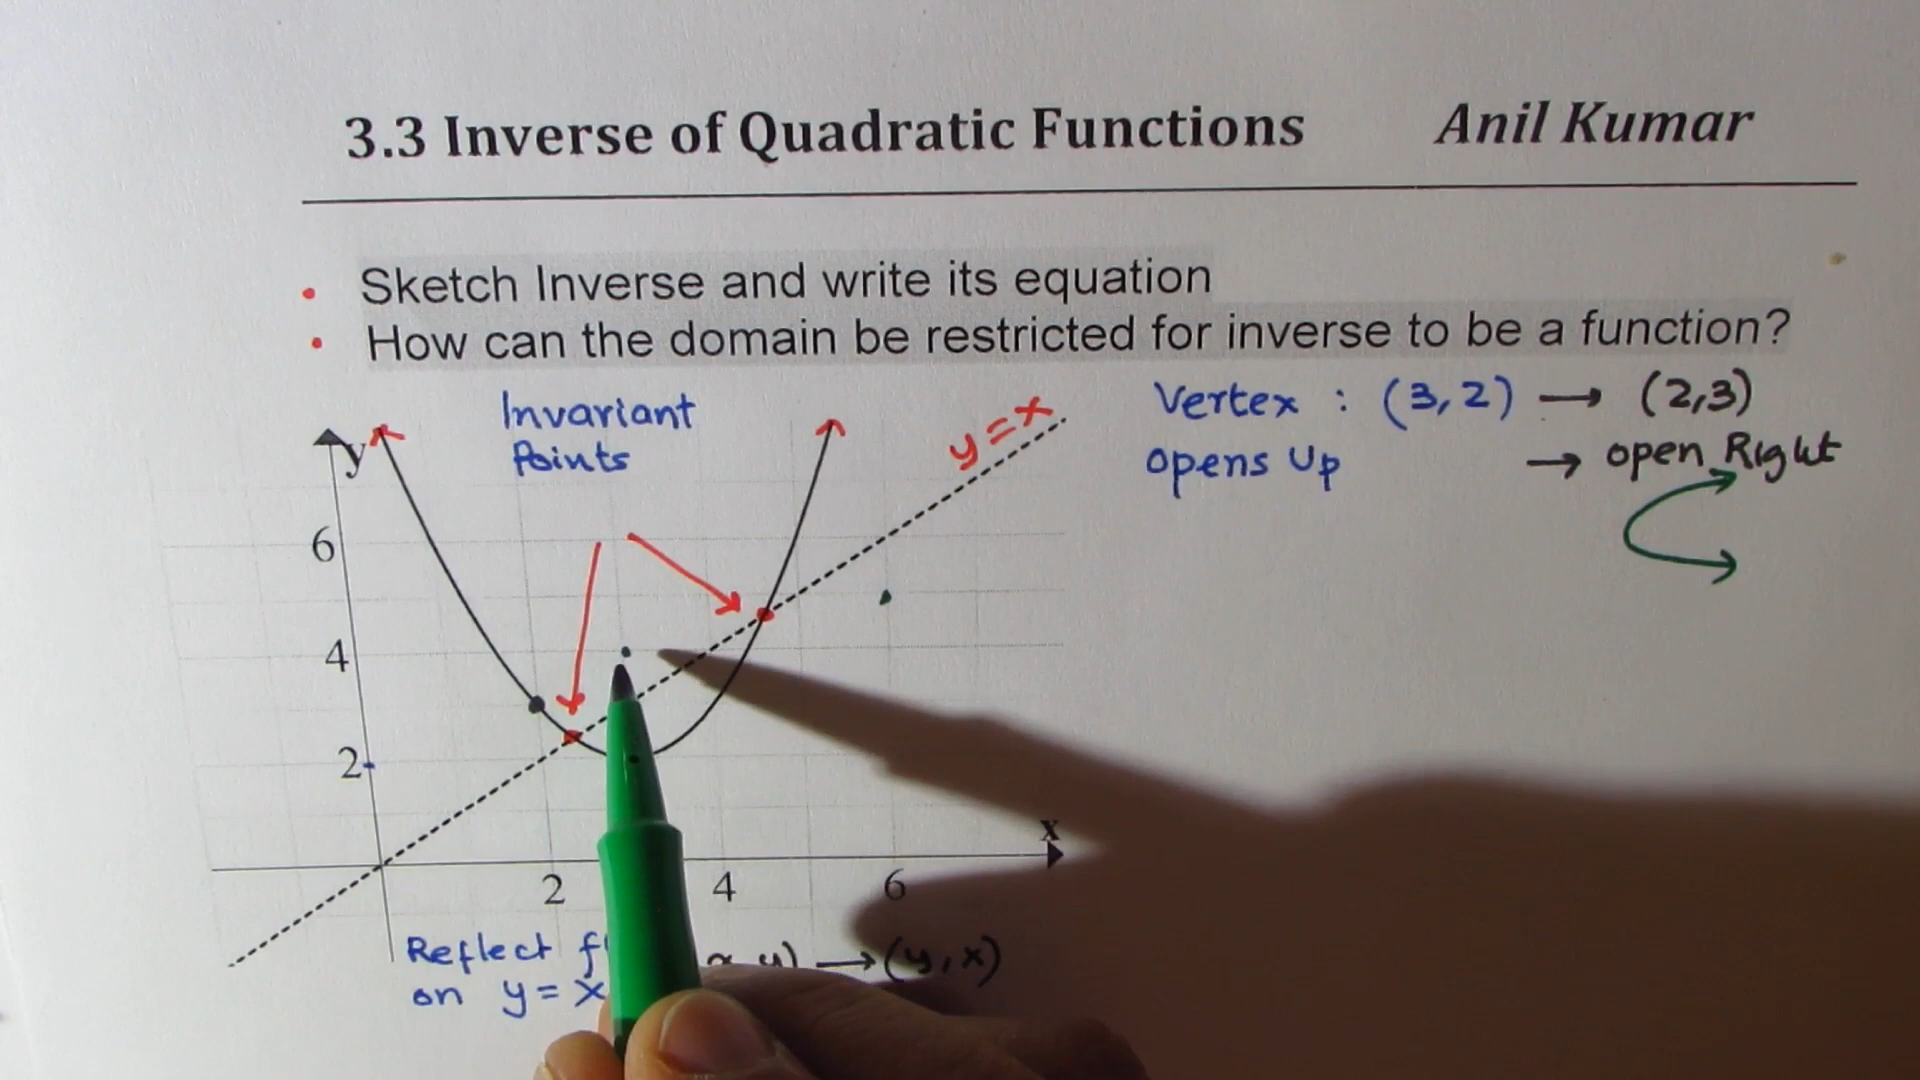 3.3 Inverse of Quadratic Functions Anil Kumar
• Sketch Inverse and write its equation
• How can the domain be restricted for inverse to be a function?
Invariant
Points
Vertex : (3,2) → (2,3)
opens Up → open Right
y = x
y
6
4
2
x
2 4 6
Reflect y) → (y, x)
on y = x